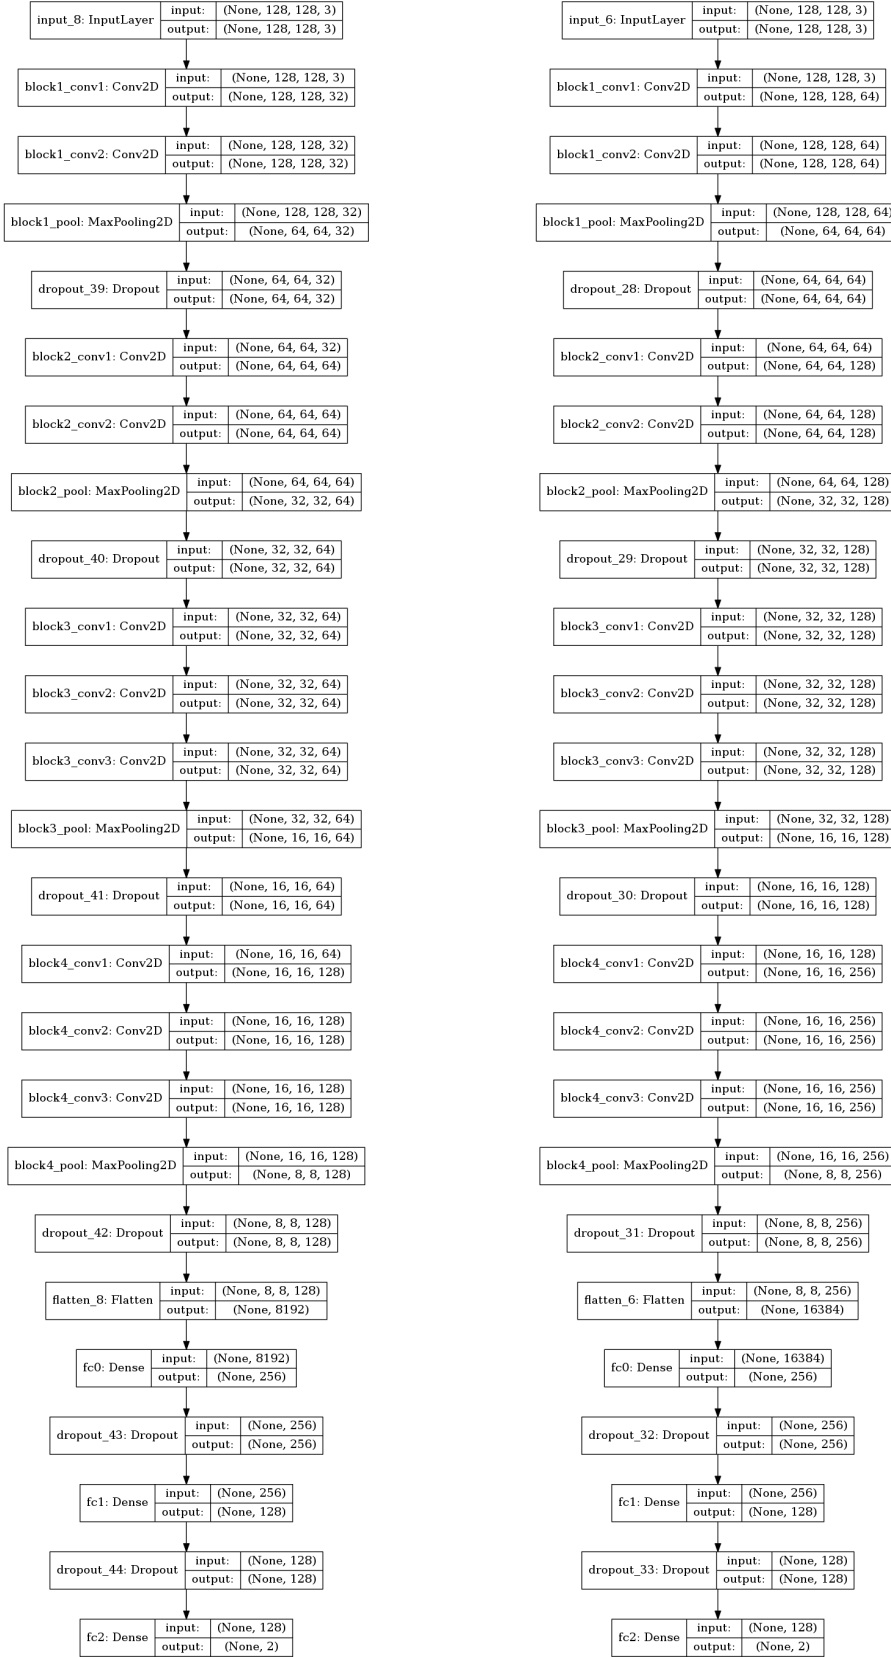 input_8: InputLayer
input: (None, 128, 128, 3)
output: (None, 128, 128, 3)
block1_conv1: Conv2D
input: (None, 128, 128, 3)
output: (None, 128, 128, 32)
block1_conv2: Conv2D
input: (None, 128, 128, 32)
output: (None, 128, 128, 32)
block1_pool: MaxPooling2D
input: (None, 128, 128, 32)
output: (None, 64, 64, 32)
dropout_39: Dropout
input: (None, 64, 64, 32)
output: (None, 64, 64, 32)
block2_conv1: Conv2D
input: (None, 64, 64, 32)
output: (None, 64, 64, 64)
block2_conv2: Conv2D
input: (None, 64, 64, 64)
output: (None, 64, 64, 64)
block2_pool: MaxPooling2D
input: (None, 64, 64, 64)
output: (None, 32, 32, 64)
dropout_40: Dropout
input: (None, 32, 32, 64)
output: (None, 32, 32, 64)
block3_conv1: Conv2D
input: (None, 32, 32, 64)
output: (None, 32, 32, 64)
block3_conv2: Conv2D
input: (None, 32, 32, 64)
output: (None, 32, 32, 64)
block3_conv3: Conv2D
input: (None, 32, 32, 64)
output: (None, 32, 32, 64)
block3_pool: MaxPooling2D
input: (None, 32, 32, 64)
output: (None, 16, 16, 64)
dropout_41: Dropout
input: (None, 16, 16, 64)
output: (None, 16, 16, 64)
block4_conv1: Conv2D
input: (None, 16, 16, 64)
output: (None, 16, 16, 128)
block4_conv2: Conv2D
input: (None, 16, 16, 128)
output: (None, 16, 16, 128)
block4_conv3: Conv2D
input: (None, 16, 16, 128)
output: (None, 16, 16, 128)
block4_pool: MaxPooling2D
input: (None, 16, 16, 128)
output: (None, 8, 8, 128)
dropout_42: Dropout
input: (None, 8, 8, 128)
output: (None, 8, 8, 128)
flatten_8: Flatten
input: (None, 8, 8, 128)
output: (None, 8192)
fc0: Dense
input: (None, 8192)
output: (None, 256)
dropout_43: Dropout
input: (None, 256)
output: (None, 256)
fc1: Dense
input: (None, 256)
output: (None, 128)
dropout_44: Dropout
input: (None, 128)
output: (None, 128)
fc2: Dense
input: (None, 128)
output: (None, 2)
input_6: InputLayer
input: (None, 128, 128, 3)
output: (None, 128, 128, 3)
block1_conv1: Conv2D
input: (None, 128, 128, 3)
output: (None, 128, 128, 64)
block1_conv2: Conv2D
input: (None, 128, 128, 64)
output: (None, 128, 128, 64)
block1_pool: MaxPooling2D
input: (None, 128, 128, 64)
output: (None, 64, 64, 64)
dropout_28: Dropout
input: (None, 64, 64, 64)
output: (None, 64, 64, 64)
block2_conv1: Conv2D
input: (None, 64, 64, 64)
output: (None, 64, 64, 128)
block2_conv2: Conv2D
input: (None, 64, 64, 128)
output: (None, 64, 64, 128)
block2_pool: MaxPooling2D
input: (None, 64, 64, 128)
output: (None, 32, 32, 128)
dropout_29: Dropout
input: (None, 32, 32, 128)
output: (None, 32, 32, 128)
block3_conv1: Conv2D
input: (None, 32, 32, 128)
output: (None, 32, 32, 128)
block3_conv2: Conv2D
input: (None, 32, 32, 128)
output: (None, 32, 32, 128)
block3_conv3: Conv2D
input: (None, 32, 32, 128)
output: (None, 32, 32, 128)
block3_pool: MaxPooling2D
input: (None, 32, 32, 128)
output: (None, 16, 16, 128)
dropout_30: Dropout
input: (None, 16, 16, 128)
output: (None, 16, 16, 128)
block4_conv1: Conv2D
input: (None, 16, 16, 128)
output: (None, 16, 16, 256)
block4_conv2: Conv2D
input: (None, 16, 16, 256)
output: (None, 16, 16, 256)
block4_conv3: Conv2D
input: (None, 16, 16, 256)
output: (None, 16, 16, 256)
block4_pool: MaxPooling2D
input: (None, 16, 16, 256)
output: (None, 8, 8, 256)
dropout_31: Dropout
input: (None, 8, 8, 256)
output: (None, 8, 8, 256)
flatten_6: Flatten
input: (None, 8, 8, 256)
output: (None, 16384)
fc0: Dense
input: (None, 16384)
output: (None, 256)
dropout_32: Dropout
input: (None, 256)
output: (None, 256)
fc1: Dense
input: (None, 256)
output: (None, 128)
dropout_33: Dropout
input: (None, 128)
output: (None, 128)
fc2: Dense
input: (None, 128)
output: (None, 2)